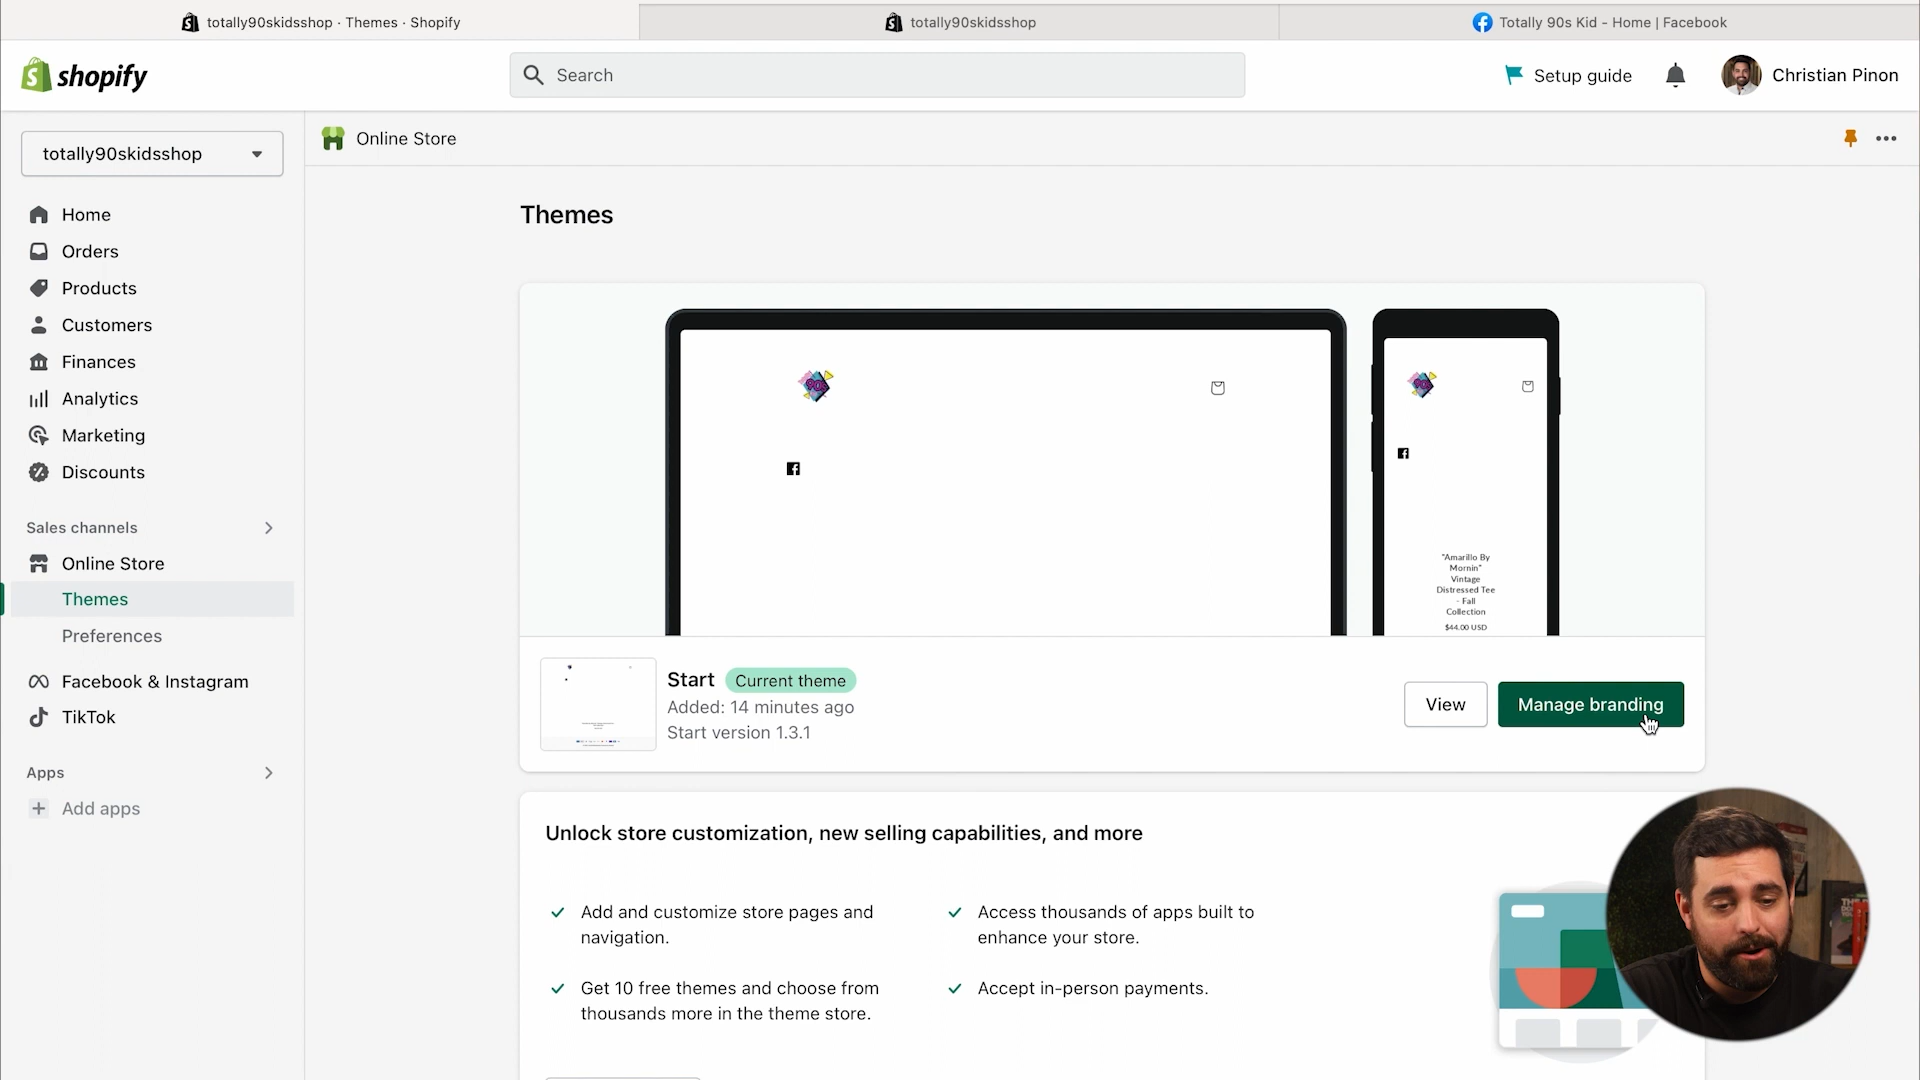 totally90skidsshop · Themes · Shopify
totally90skidsshop
Totally 90s Kid - Home | Facebook
shopify
Search
Setup guide
Christian Pinon
totally90skidsshop
Online Store
Home
Orders
Products
Customers
Finances
Analytics
Marketing
Discounts
Sales channels
Online Store
Themes
Preferences
Facebook & Instagram
TikTok
Apps
Add apps
Themes
90s
90s
"Amarillo By
Mornin"
Vintage
Distressed Tee
- Fall
Collection
$44.00 USD
Start
Current theme
Added: 14 minutes ago
Start version 1.3.1
View
Manage branding
Unlock store customization, new selling capabilities, and more
Add and customize store pages and
navigation.
Access thousands of apps built to
enhance your store.
Get 10 free themes and choose from
thousands more in the theme store.
Accept in-person payments.